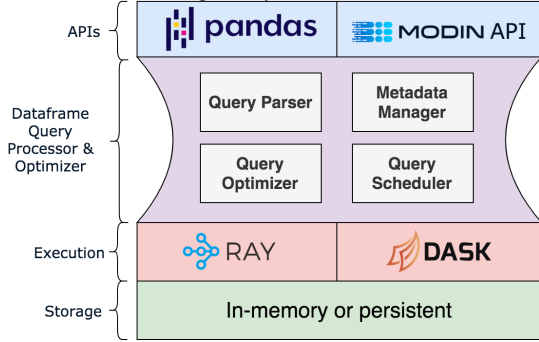 APIs
pandas
MODIN API
Dataframe
Query
Processor &
Optimizer
Query Parser
Metadata
Manager
Query
Optimizer
Query
Scheduler
Execution
RAY
DASK
Storage
In-memory or persistent